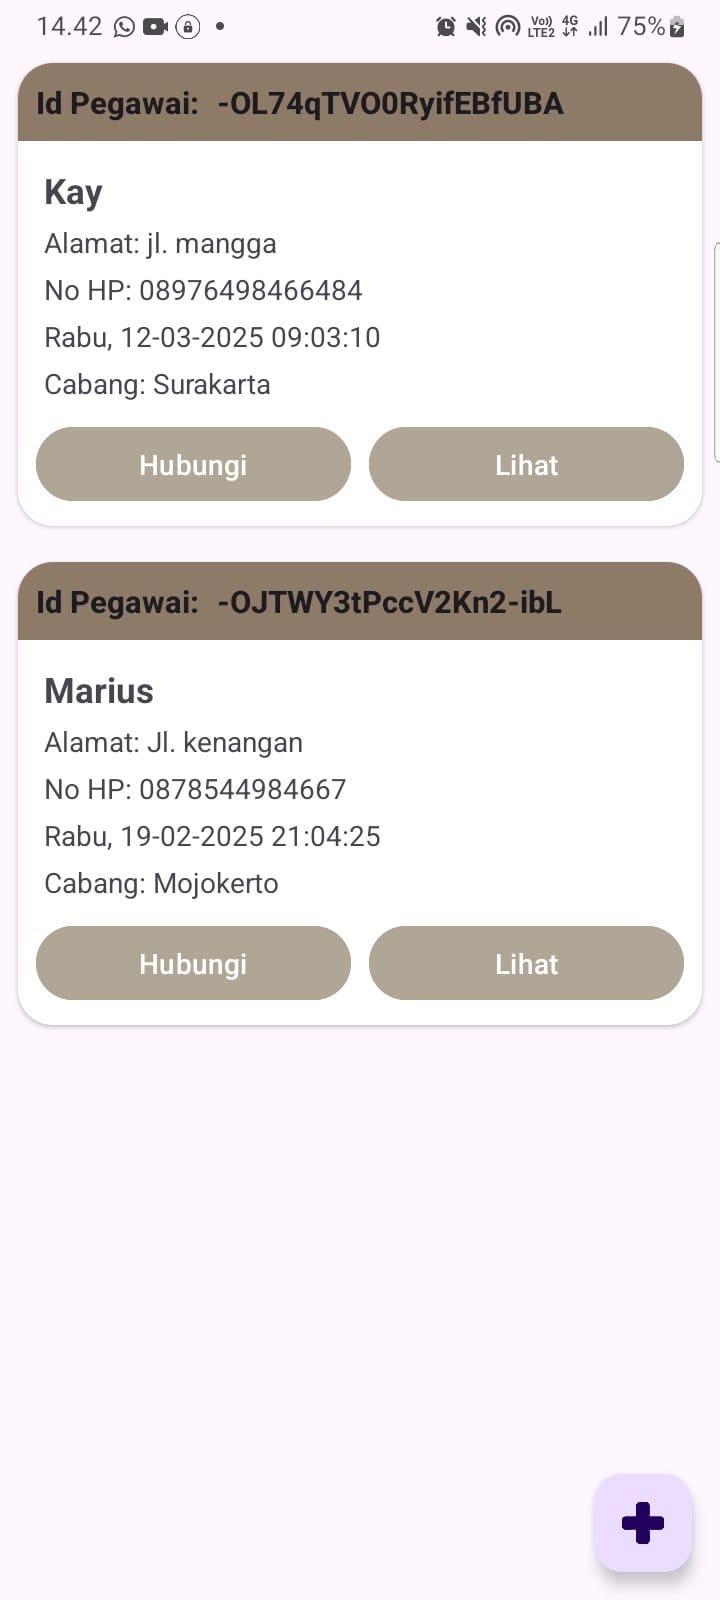 14.42 Vo)) LTE2 4G 75%
Id Pegawai: -OL74qTVO0RyifEBfUBA
Kay
Alamat: jl. mangga
No HP: 08976498466484
Rabu, 12-03-2025 09:03:10
Cabang: Surakarta
Hubungi Lihat
Id Pegawai: -OJTWY3tPccV2Kn2-ibL
Marius
Alamat: Jl. kenangan
No HP: 0878544984667
Rabu, 19-02-2025 21:04:25
Cabang: Mojokerto
Hubungi Lihat